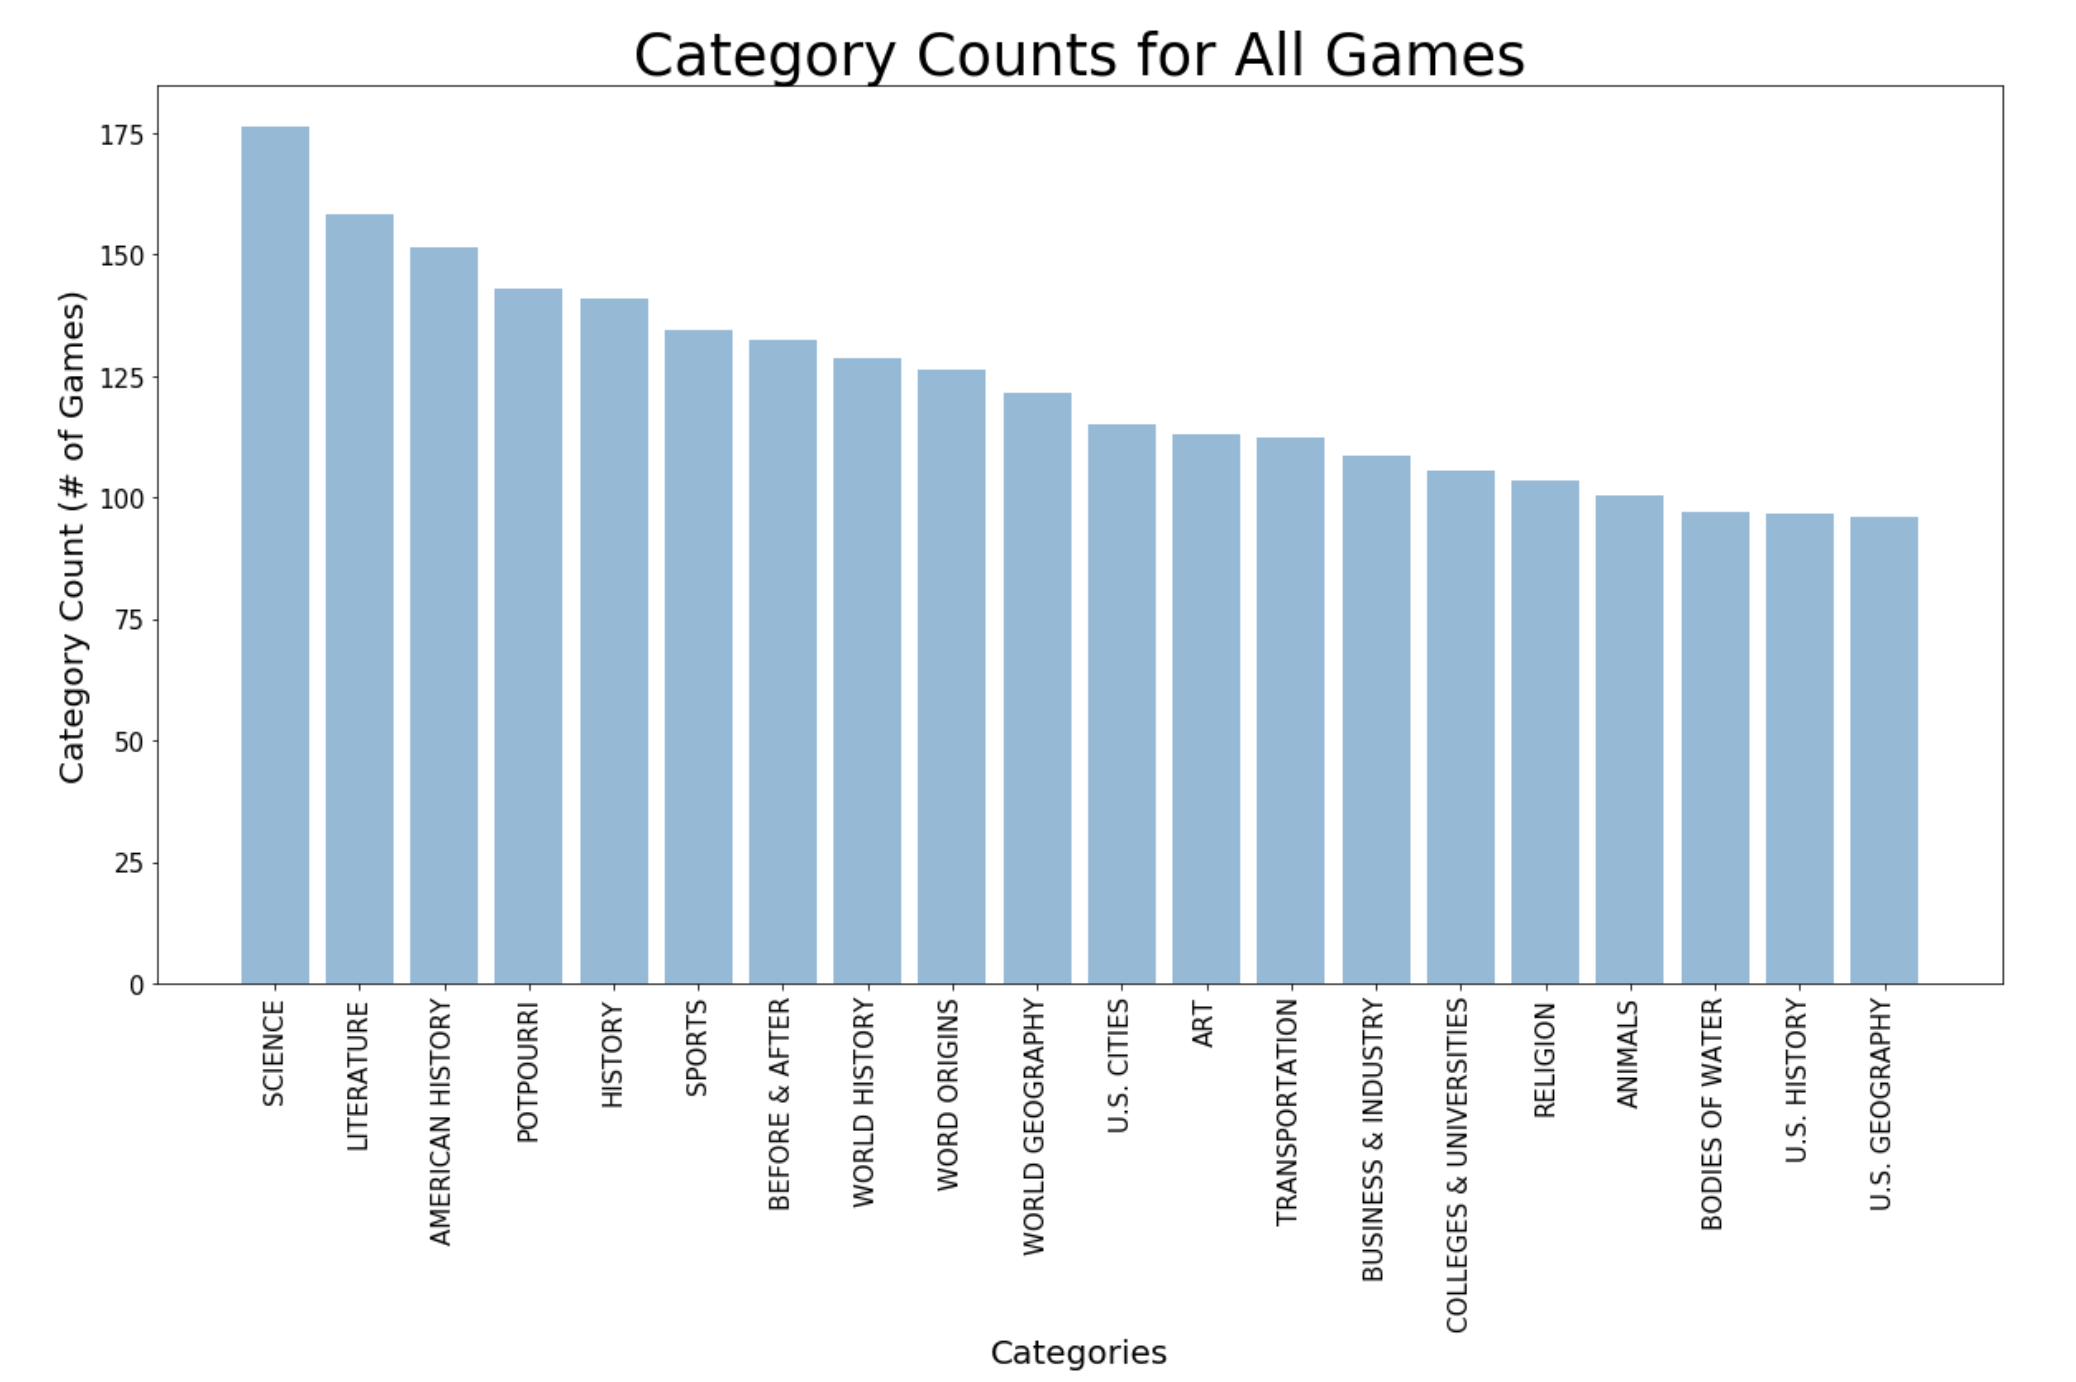 Category Counts for All Games
Category Count (# of Games)
175
150
125
100
75
50
25
0
SCIENCE
LITERATURE
AMERICAN HISTORY
POTPOURRI
HISTORY
SPORTS
BEFORE & AFTER
WORLD HISTORY
WORD ORIGINS
WORLD GEOGRAPHY
U.S. CITIES
ART
TRANSPORTATION
BUSINESS & INDUSTRY
COLLEGES & UNIVERSITIES
RELIGION
ANIMALS
BODIES OF WATER
U.S. HISTORY
U.S. GEOGRAPHY
Categories